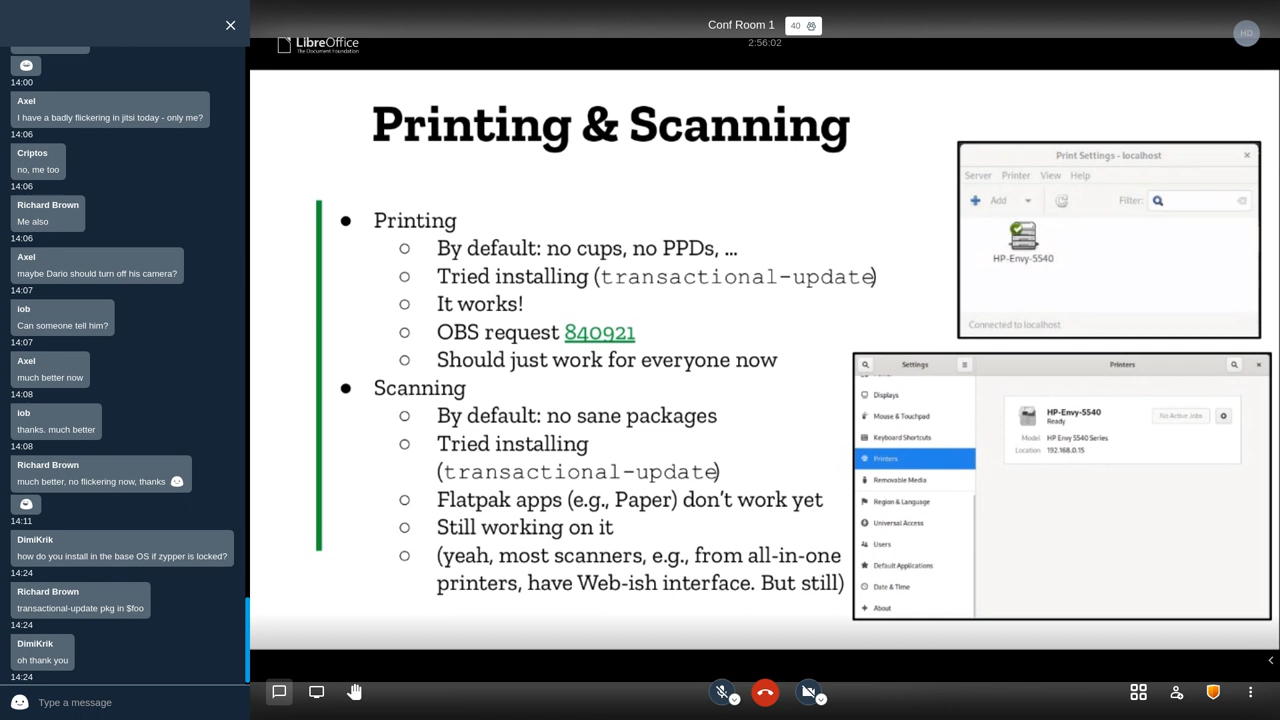 14:00
Axel
I have a badly flickering in jitsi today - only me?
14:06
Criptos
no, me too
14:06
Richard Brown
Me also
14:06
Axel
maybe Dario should turn off his camera?
14:07
iob
Can someone tell him?
14:07
Axel
much better now
14:08
iob
thanks. much better
14:08
Richard Brown
much better, no flickering now, thanks
14:11
DimiKrik
how do you install in the base OS if zypper is locked?
14:24
Richard Brown
transactional-update pkg in $foo
14:24
DimiKrik
oh thank you
14:24
Type a message
Conf Room 1 40
2:56:02
HD
LibreOffice
The Document Foundation
Printing & Scanning
● Printing
○ By default: no cups, no PPDs, ...
○ Tried installing (transactional-update)
○ It works!
○ OBS request 840921
○ Should just work for everyone now
● Scanning
○ By default: no sane packages
○ Tried installing
(transactional-update)
○ Flatpak apps (e.g., Paper) don’t work yet
○ Still working on it
○ (yeah, most scanners, e.g., from all-in-one
printers, have Web-ish interface. But still)
Print Settings - localhost
Server Printer View Help
Add Filter:
HP-Envy-5540
Connected to localhost
Settings Printers
Displays
Mouse & Touchpad
Keyboard Shortcuts
Printers
Removable Media
Region & Language
Universal Access
Users
Default Applications
Date & Time
About
HP-Envy-5540
Ready
No Active Jobs
Model HP Envy 5540 Series
Location 192.168.0.15